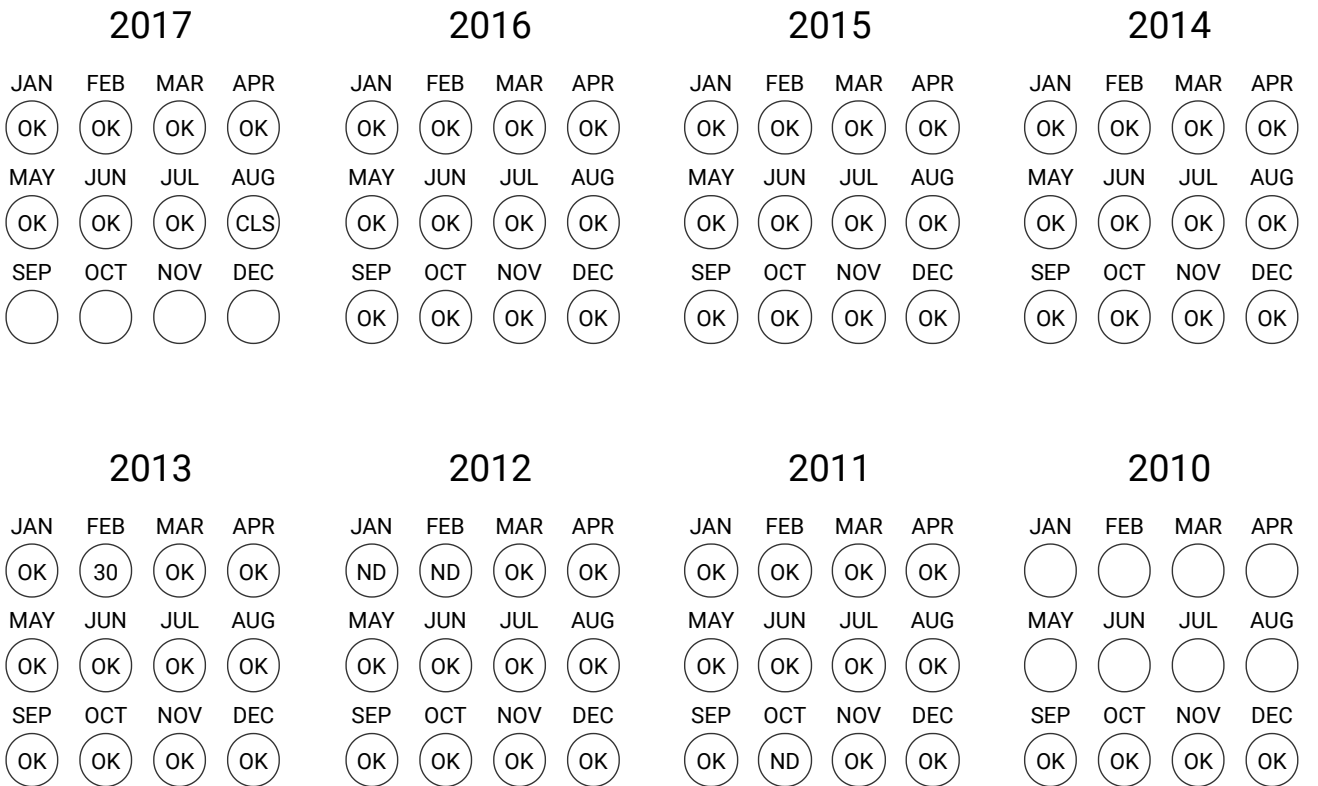 2017 2016 2015 2014
JAN FEB MAR APR JAN FEB MAR APR JAN FEB MAR APR JAN FEB MAR APR
OK OK OK OK OK OK OK OK OK OK OK OK OK OK OK OK
MAY JUN JUL AUG MAY JUN JUL AUG MAY JUN JUL AUG MAY JUN JUL AUG
OK OK OK CLS OK OK OK OK OK OK OK OK OK OK OK OK
SEP OCT NOV DEC SEP OCT NOV DEC SEP OCT NOV DEC SEP OCT NOV DEC
OK OK OK OK OK OK OK OK OK OK OK OK
2013 2012 2011 2010
JAN FEB MAR APR JAN FEB MAR APR JAN FEB MAR APR JAN FEB MAR APR
OK 30 OK OK ND ND OK OK OK OK OK OK
MAY JUN JUL AUG MAY JUN JUL AUG MAY JUN JUL AUG MAY JUN JUL AUG
OK OK OK OK OK OK OK OK OK OK OK OK
SEP OCT NOV DEC SEP OCT NOV DEC SEP OCT NOV DEC SEP OCT NOV DEC
OK OK OK OK OK OK OK OK OK ND OK OK OK OK OK OK